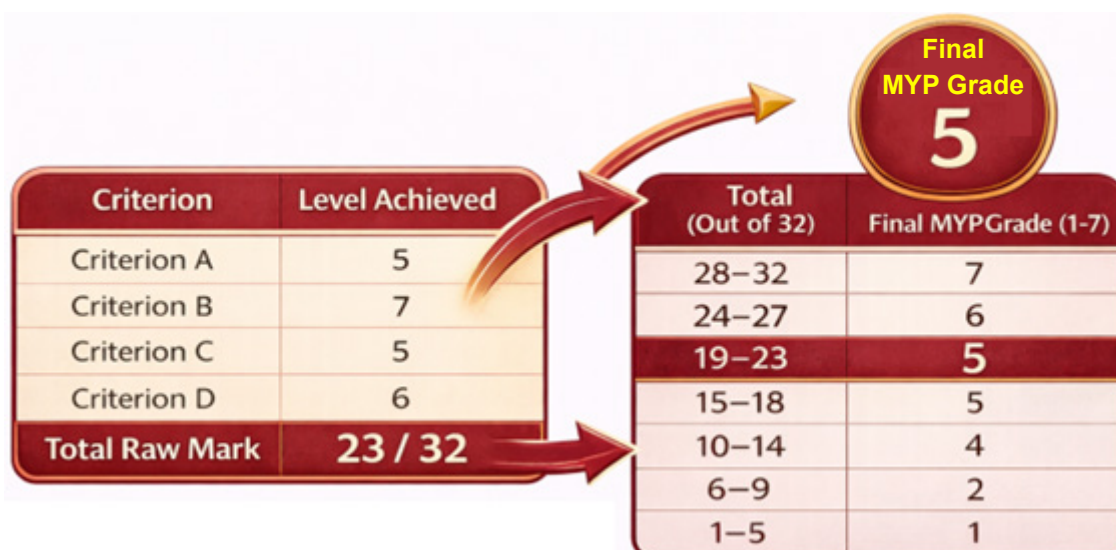 Final
MYP Grade
5
Criterion Level Achieved
Criterion A 5
Criterion B 7
Criterion C 5
Criterion D 6
Total Raw Mark 23 / 32
Total
(Out of 32) Final MYPGrade (1-7)
28–32 7
24–27 6
19–23 5
15–18 5
10–14 4
6–9 2
1–5 1